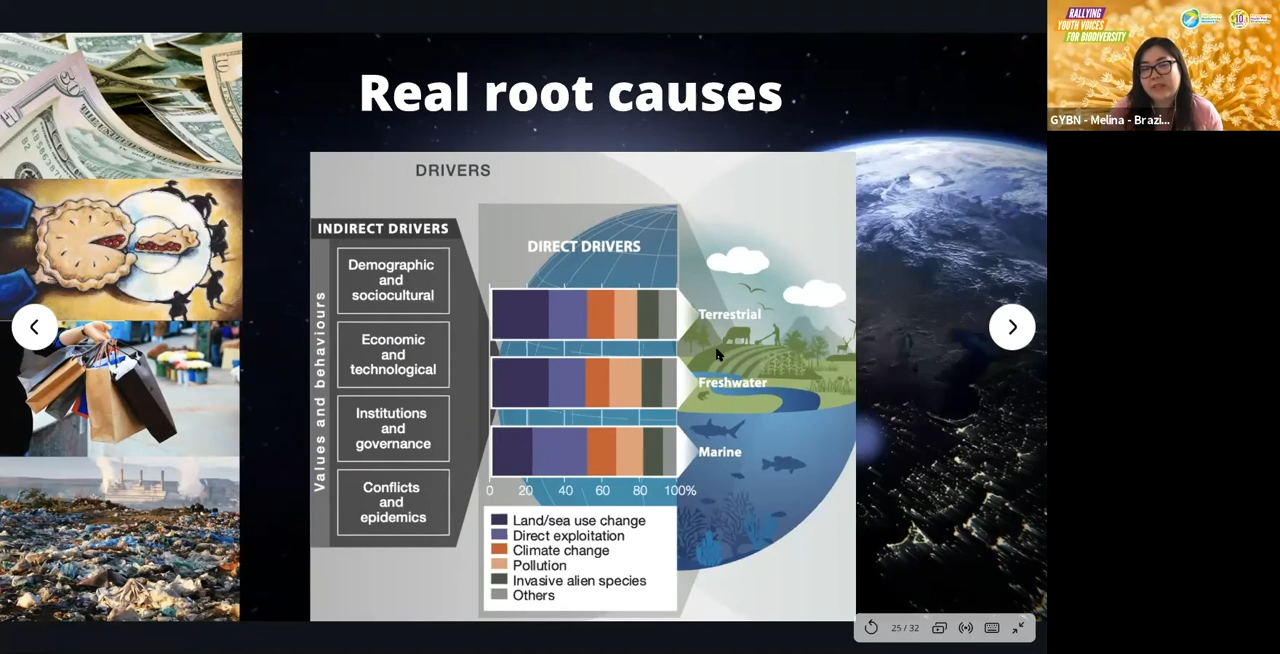 Real root causes
DRIVERS
INDIRECT DRIVERS
Values and behaviours
Demographic
and
sociocultural
Economic
and
technological
Institutions
and
governance
Conflicts
and
epidemics
DIRECT DRIVERS
Terrestrial
Freshwater
Marine
0 20 40 60 80 100%
Land/sea use change
Direct exploitation
Climate change
Pollution
Invasive alien species
Others
25 / 32
RALLYING
YOUTH VOICES
FOR BIODIVERSITY
GYBN - Melina - Brazi...